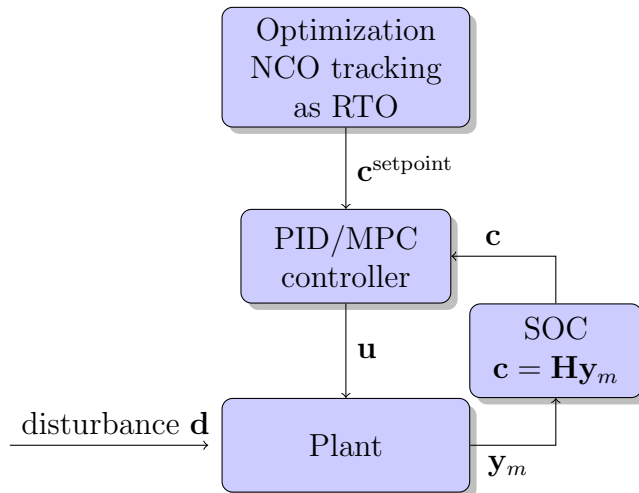 Optimization
NCO tracking
as RTO
c^setpoint
PID/MPC
controller
c
SOC
c = Hy_m
u
disturbance d
Plant
y_m